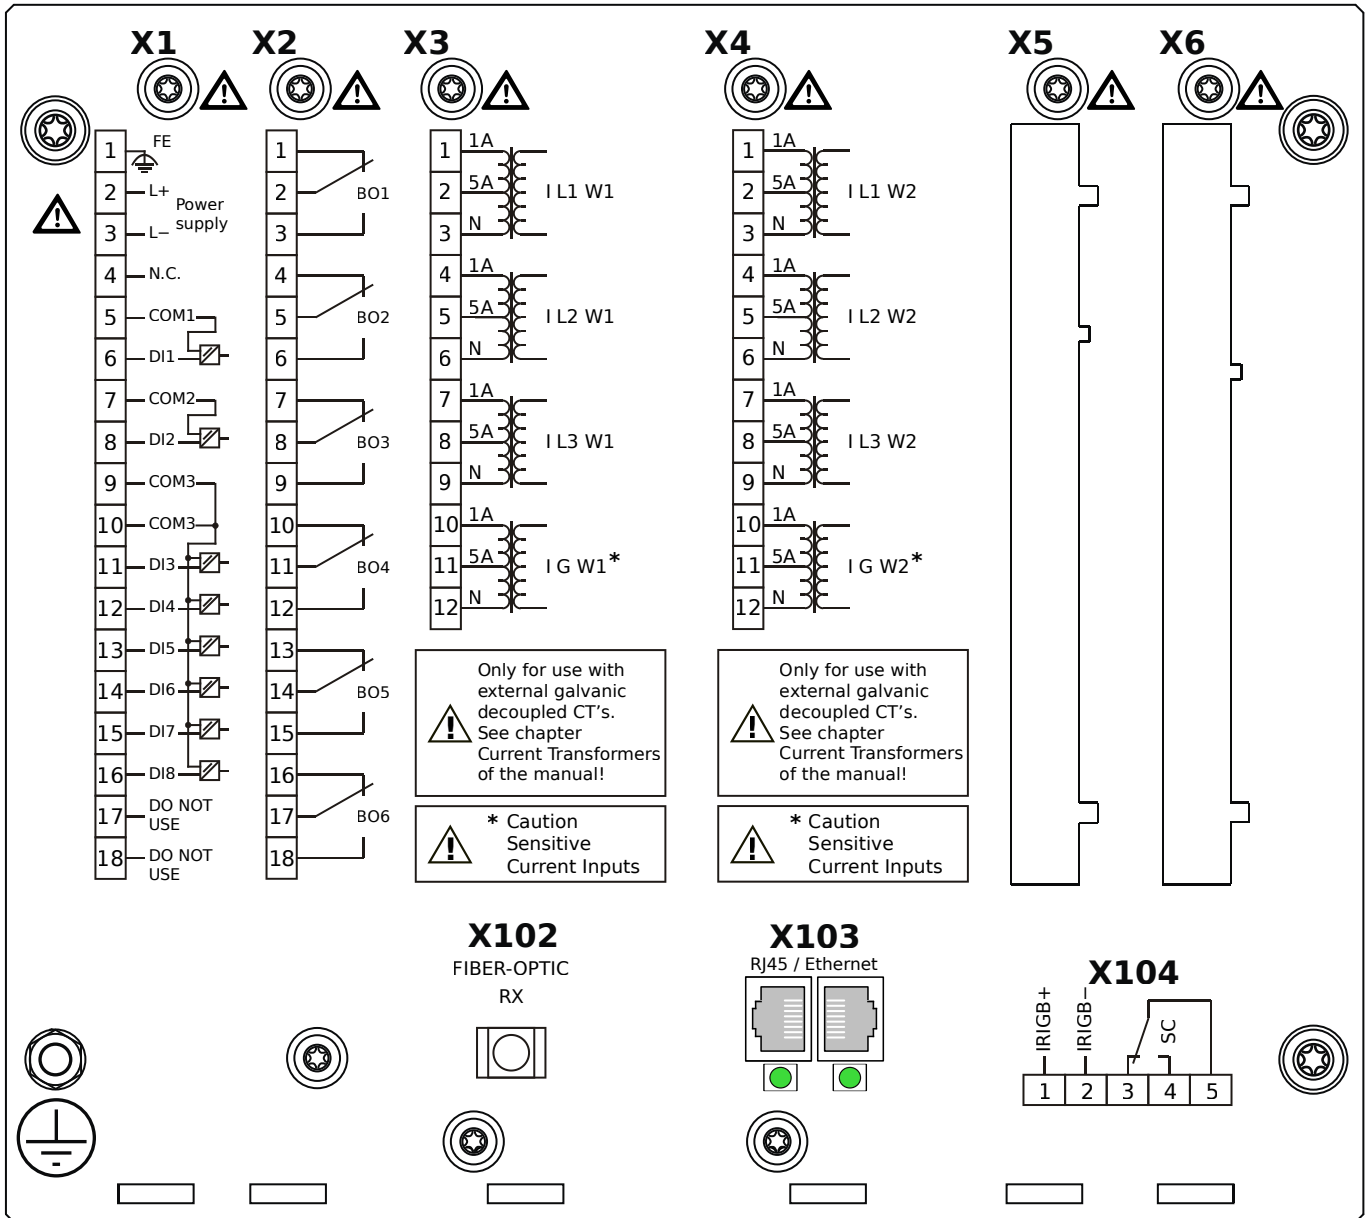 X1 X2 X3 X4 X5 X6
1 FE
2 L+
Power
supply
3 L−
4 N.C.
5 COM1
6 DI1
7 COM2
8 DI2
9 COM3
10 COM3
11 DI3
12 DI4
13 DI5
14 DI6
15 DI7
16 DI8
17 DO NOT
USE
18 DO NOT
USE
1
2 BO1
3
4
5 BO2
6
7
8 BO3
9
10
11 BO4
12
13
14 BO5
15
16
17 BO6
18
1 1A
2 5A I L1 W1
3 N
4 1A
5 5A I L2 W1
6 N
7 1A
8 5A I L3 W1
9 N
10 1A
11 5A I G W1*
12 N
Only for use with
external galvanic
decoupled CT's.
See chapter
Current Transformers
of the manual!
* Caution
Sensitive
Current Inputs
1 1A
2 5A I L1 W2
3 N
4 1A
5 5A I L2 W2
6 N
7 1A
8 5A I L3 W2
9 N
10 1A
11 5A I G W2*
12 N
Only for use with
external galvanic
decoupled CT's.
See chapter
Current Transformers
of the manual!
* Caution
Sensitive
Current Inputs
X102
FIBER-OPTIC
RX
X103
RJ45 / Ethernet
X104
IRIGB+
IRIGB−
SC
1 2 3 4 5